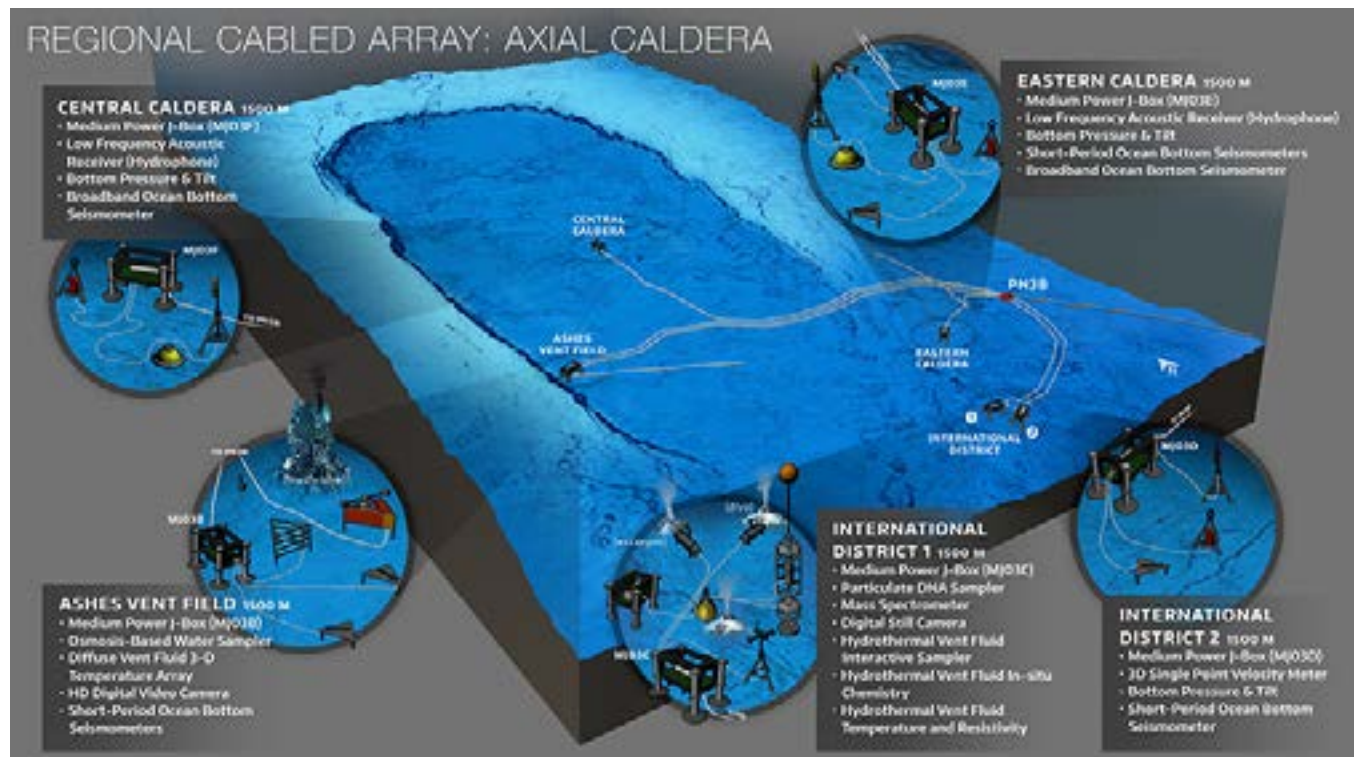 REGIONAL CABLED ARRAY: AXIAL CALDERA
CENTRAL CALDERA 1500 M
· Medium Power J-Box (MJ03F)
· Low Frequency Acoustic
Receiver (Hydrophone)
· Bottom Pressure & Tilt
· Broadband Ocean Bottom
Seismometer
MJ03F
EASTERN CALDERA 1500 M
· Medium Power J-Box (MJ03E)
· Low Frequency Acoustic Receiver (Hydrophone)
· Bottom Pressure & Tilt
· Short-Period Ocean Bottom Seismometers
· Broadband Ocean Bottom Seismometer
MJ03E
CENTRAL
CALDERA
PN3B
ASHES
VENT FIELD
EASTERN
CALDERA
INTERNATIONAL
DISTRICT
1
2
N
MJ03B
ASHES VENT FIELD 1500 M
· Medium Power J-Box (MJ03B)
· Osmosis-Based Water Sampler
· Diffuse Vent Fluid 3-D
Temperature Array
· HD Digital Video Camera
· Short-Period Ocean Bottom
Seismometers
MJ03C
INTERNATIONAL
DISTRICT 1 1500 M
· Medium Power J-Box (MJ03C)
· Particulate DNA Sampler
· Mass Spectrometer
· Digital Still Camera
· Hydrothermal Vent Fluid
Interactive Sampler
· Hydrothermal Vent Fluid In-situ
Chemistry
· Hydrothermal Vent Fluid
Temperature and Resistivity
MJ03D
INTERNATIONAL
DISTRICT 2 1500 M
· Medium Power J-Box (MJ03D)
· 3D Single Point Velocity Meter
· Bottom Pressure & Tilt
· Short-Period Ocean Bottom
Seismometer